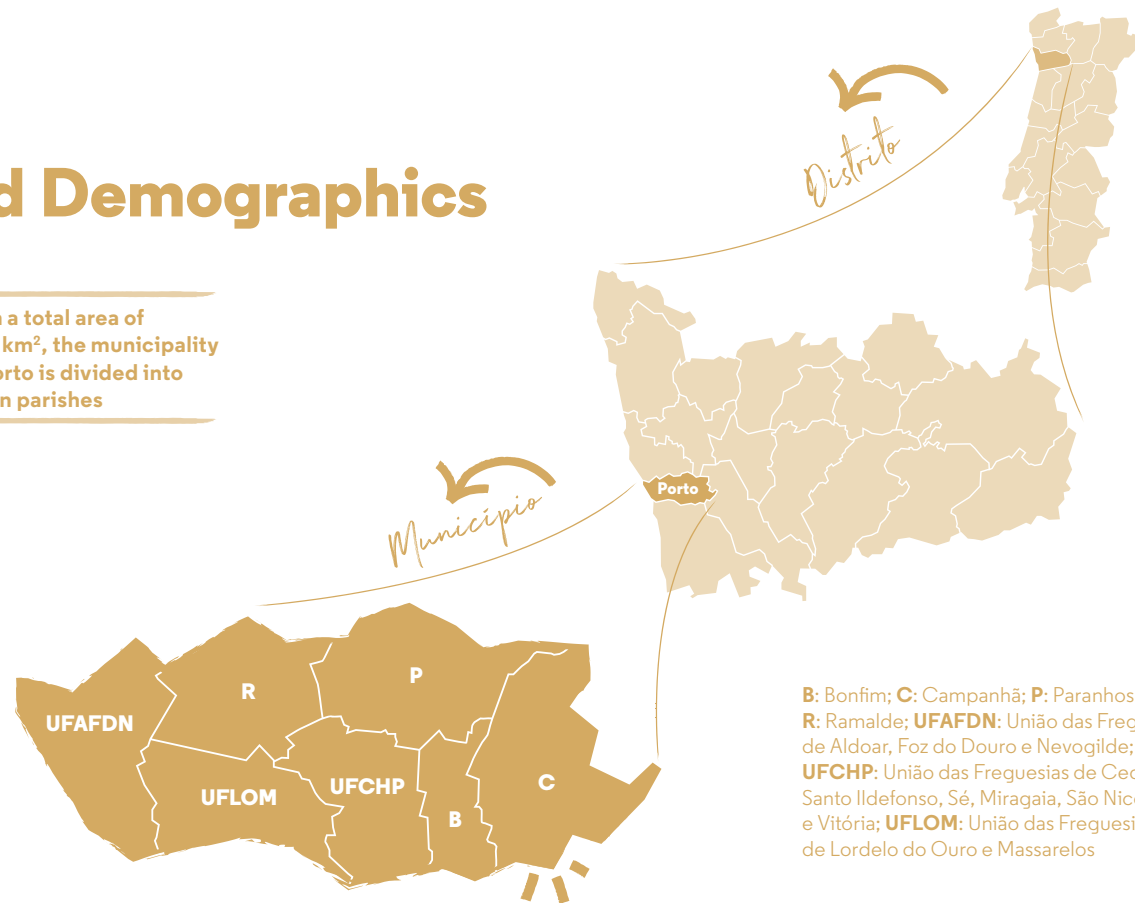 d Demographics
a total area of
km², the municipality
rto is divided into
n parishes
Distrito
Porto
Município
P
R
UFAFDN
UFCHP
C
UFLOM
B
B: Bonfim; C: Campanhã; P: Paranhos
R: Ramalde; UFAFDN: União das Freg
de Aldoar, Foz do Douro e Nevogilde;
UFCHP: União das Freguesias de Ced
Santo Ildefonso, Sé, Miragaia, São Nic
e Vitória; UFLOM: União das Freguesi
de Lordelo do Ouro e Massarelos